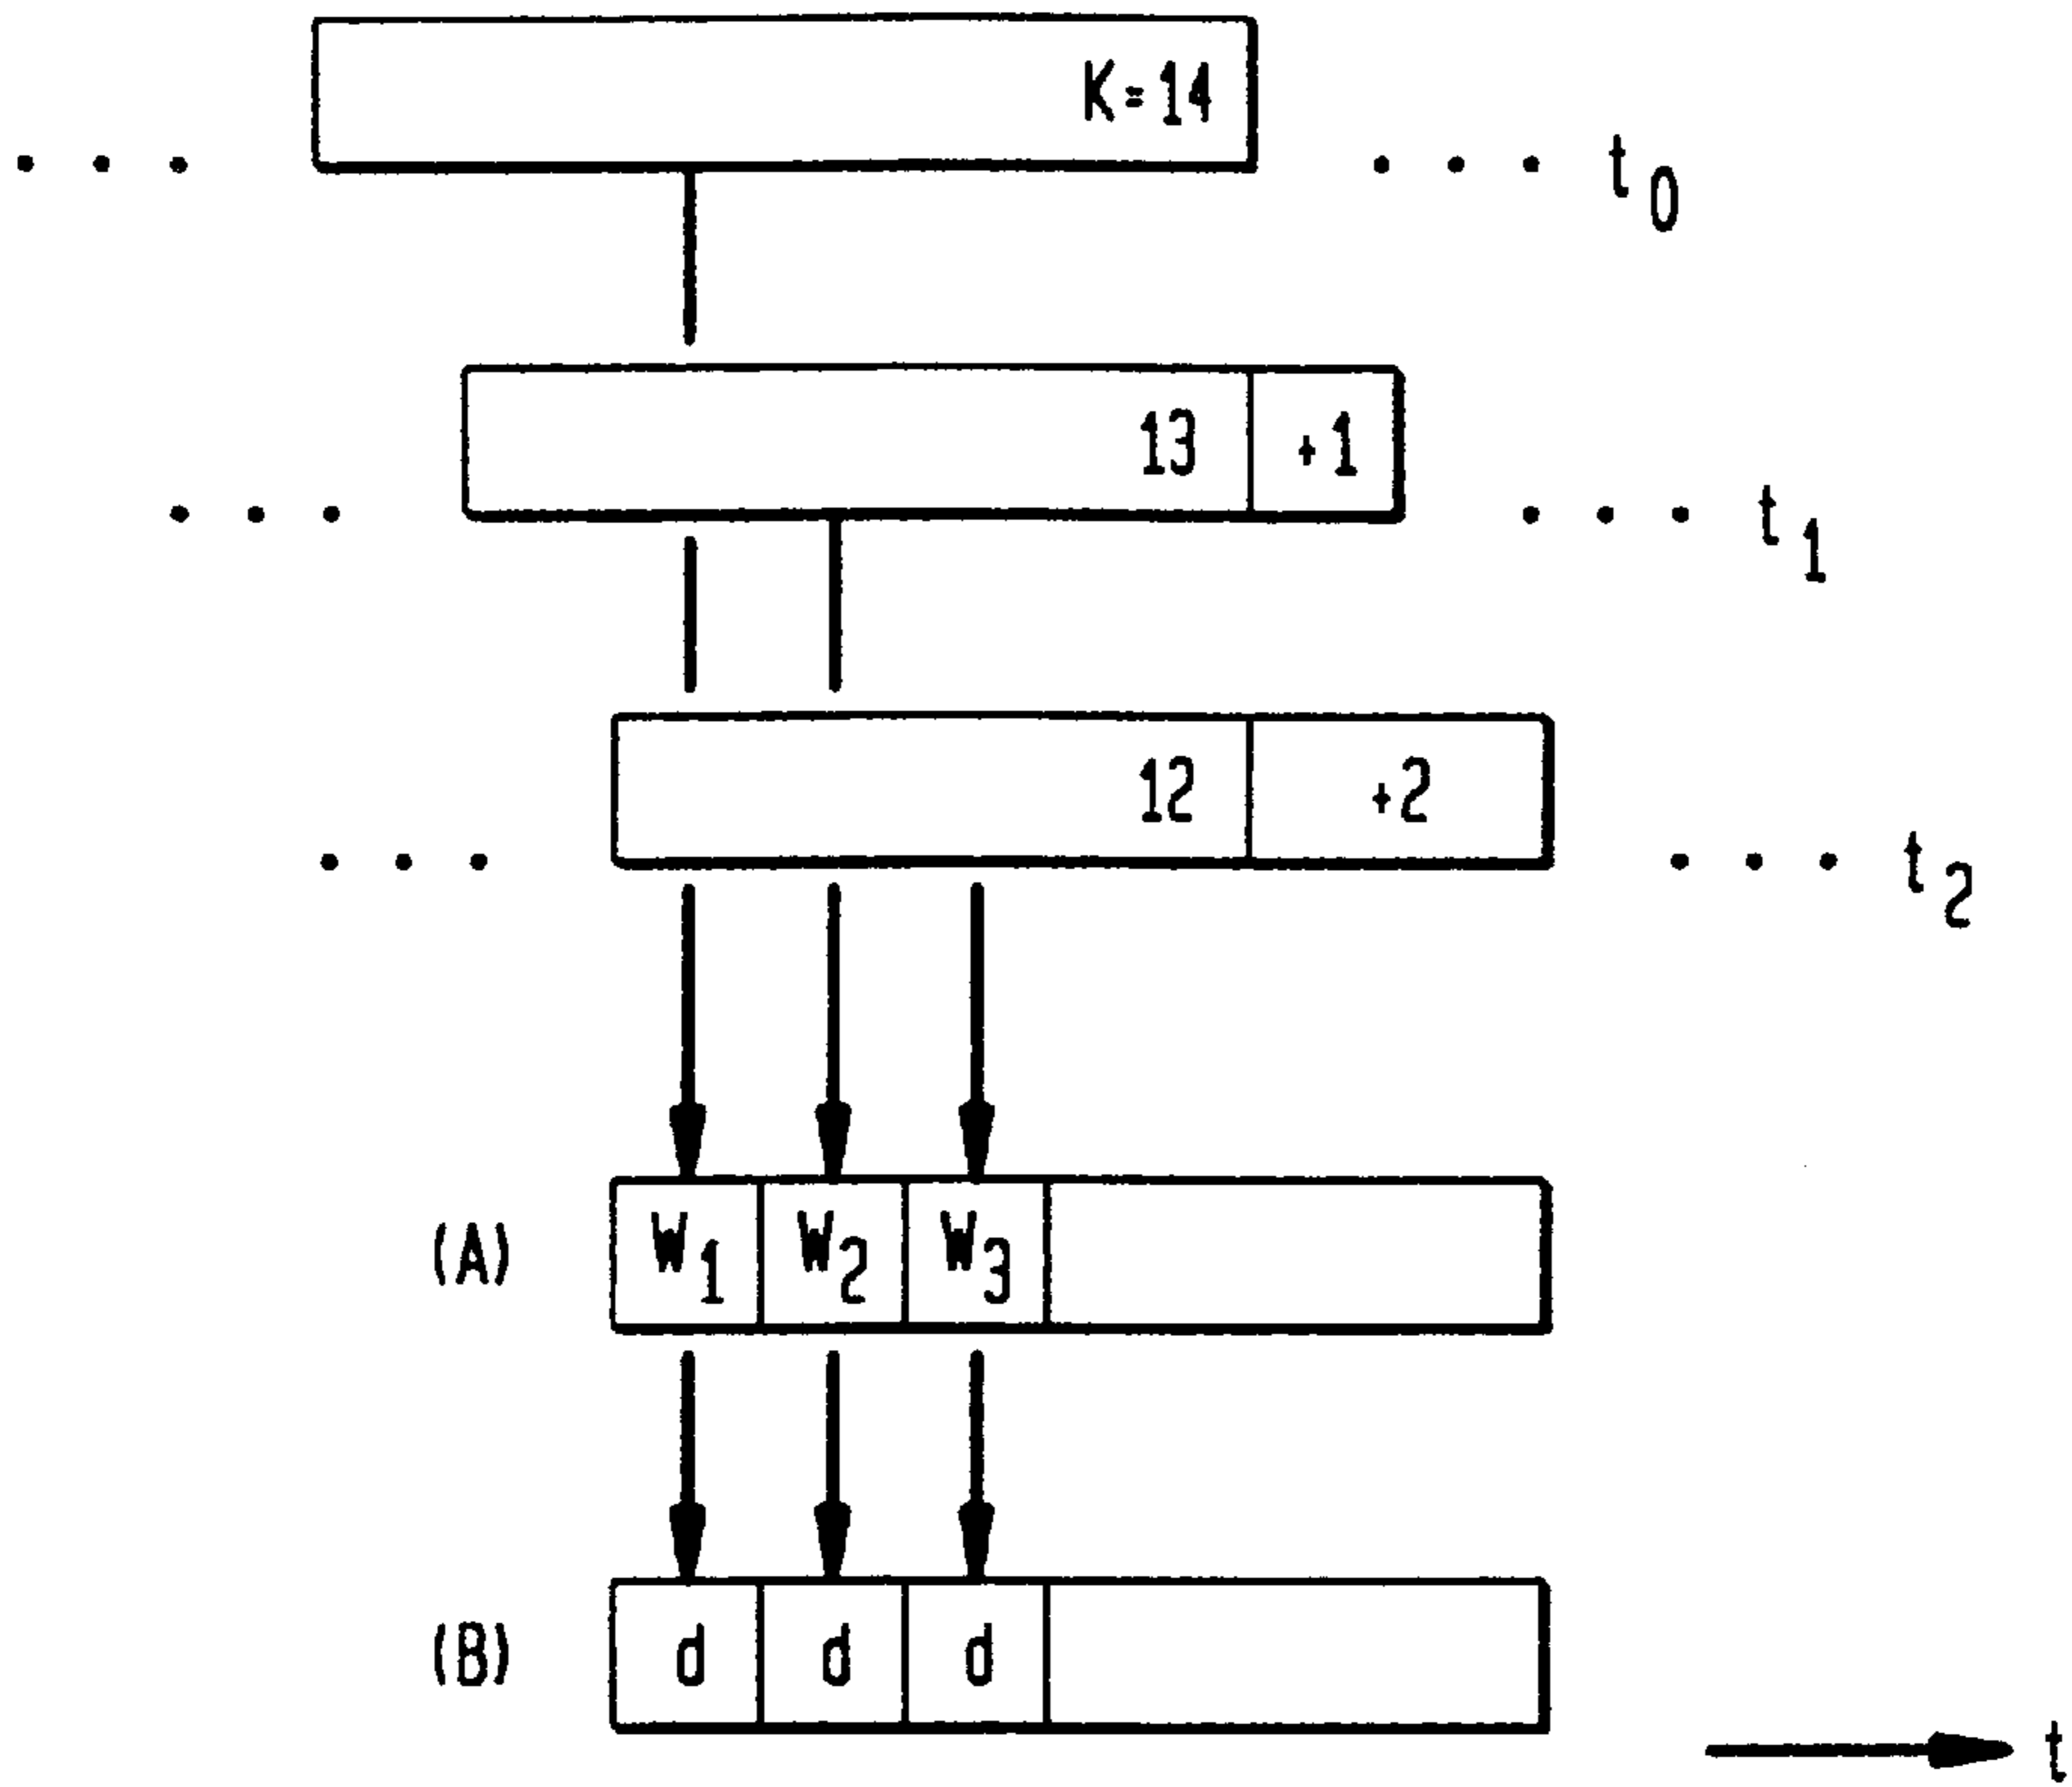 K=14
. . . . . . t0
13 +1
. . . . . . t1
12 +2
. . . . . . t2
(A) W1 W2 W3
(B) d d d
t